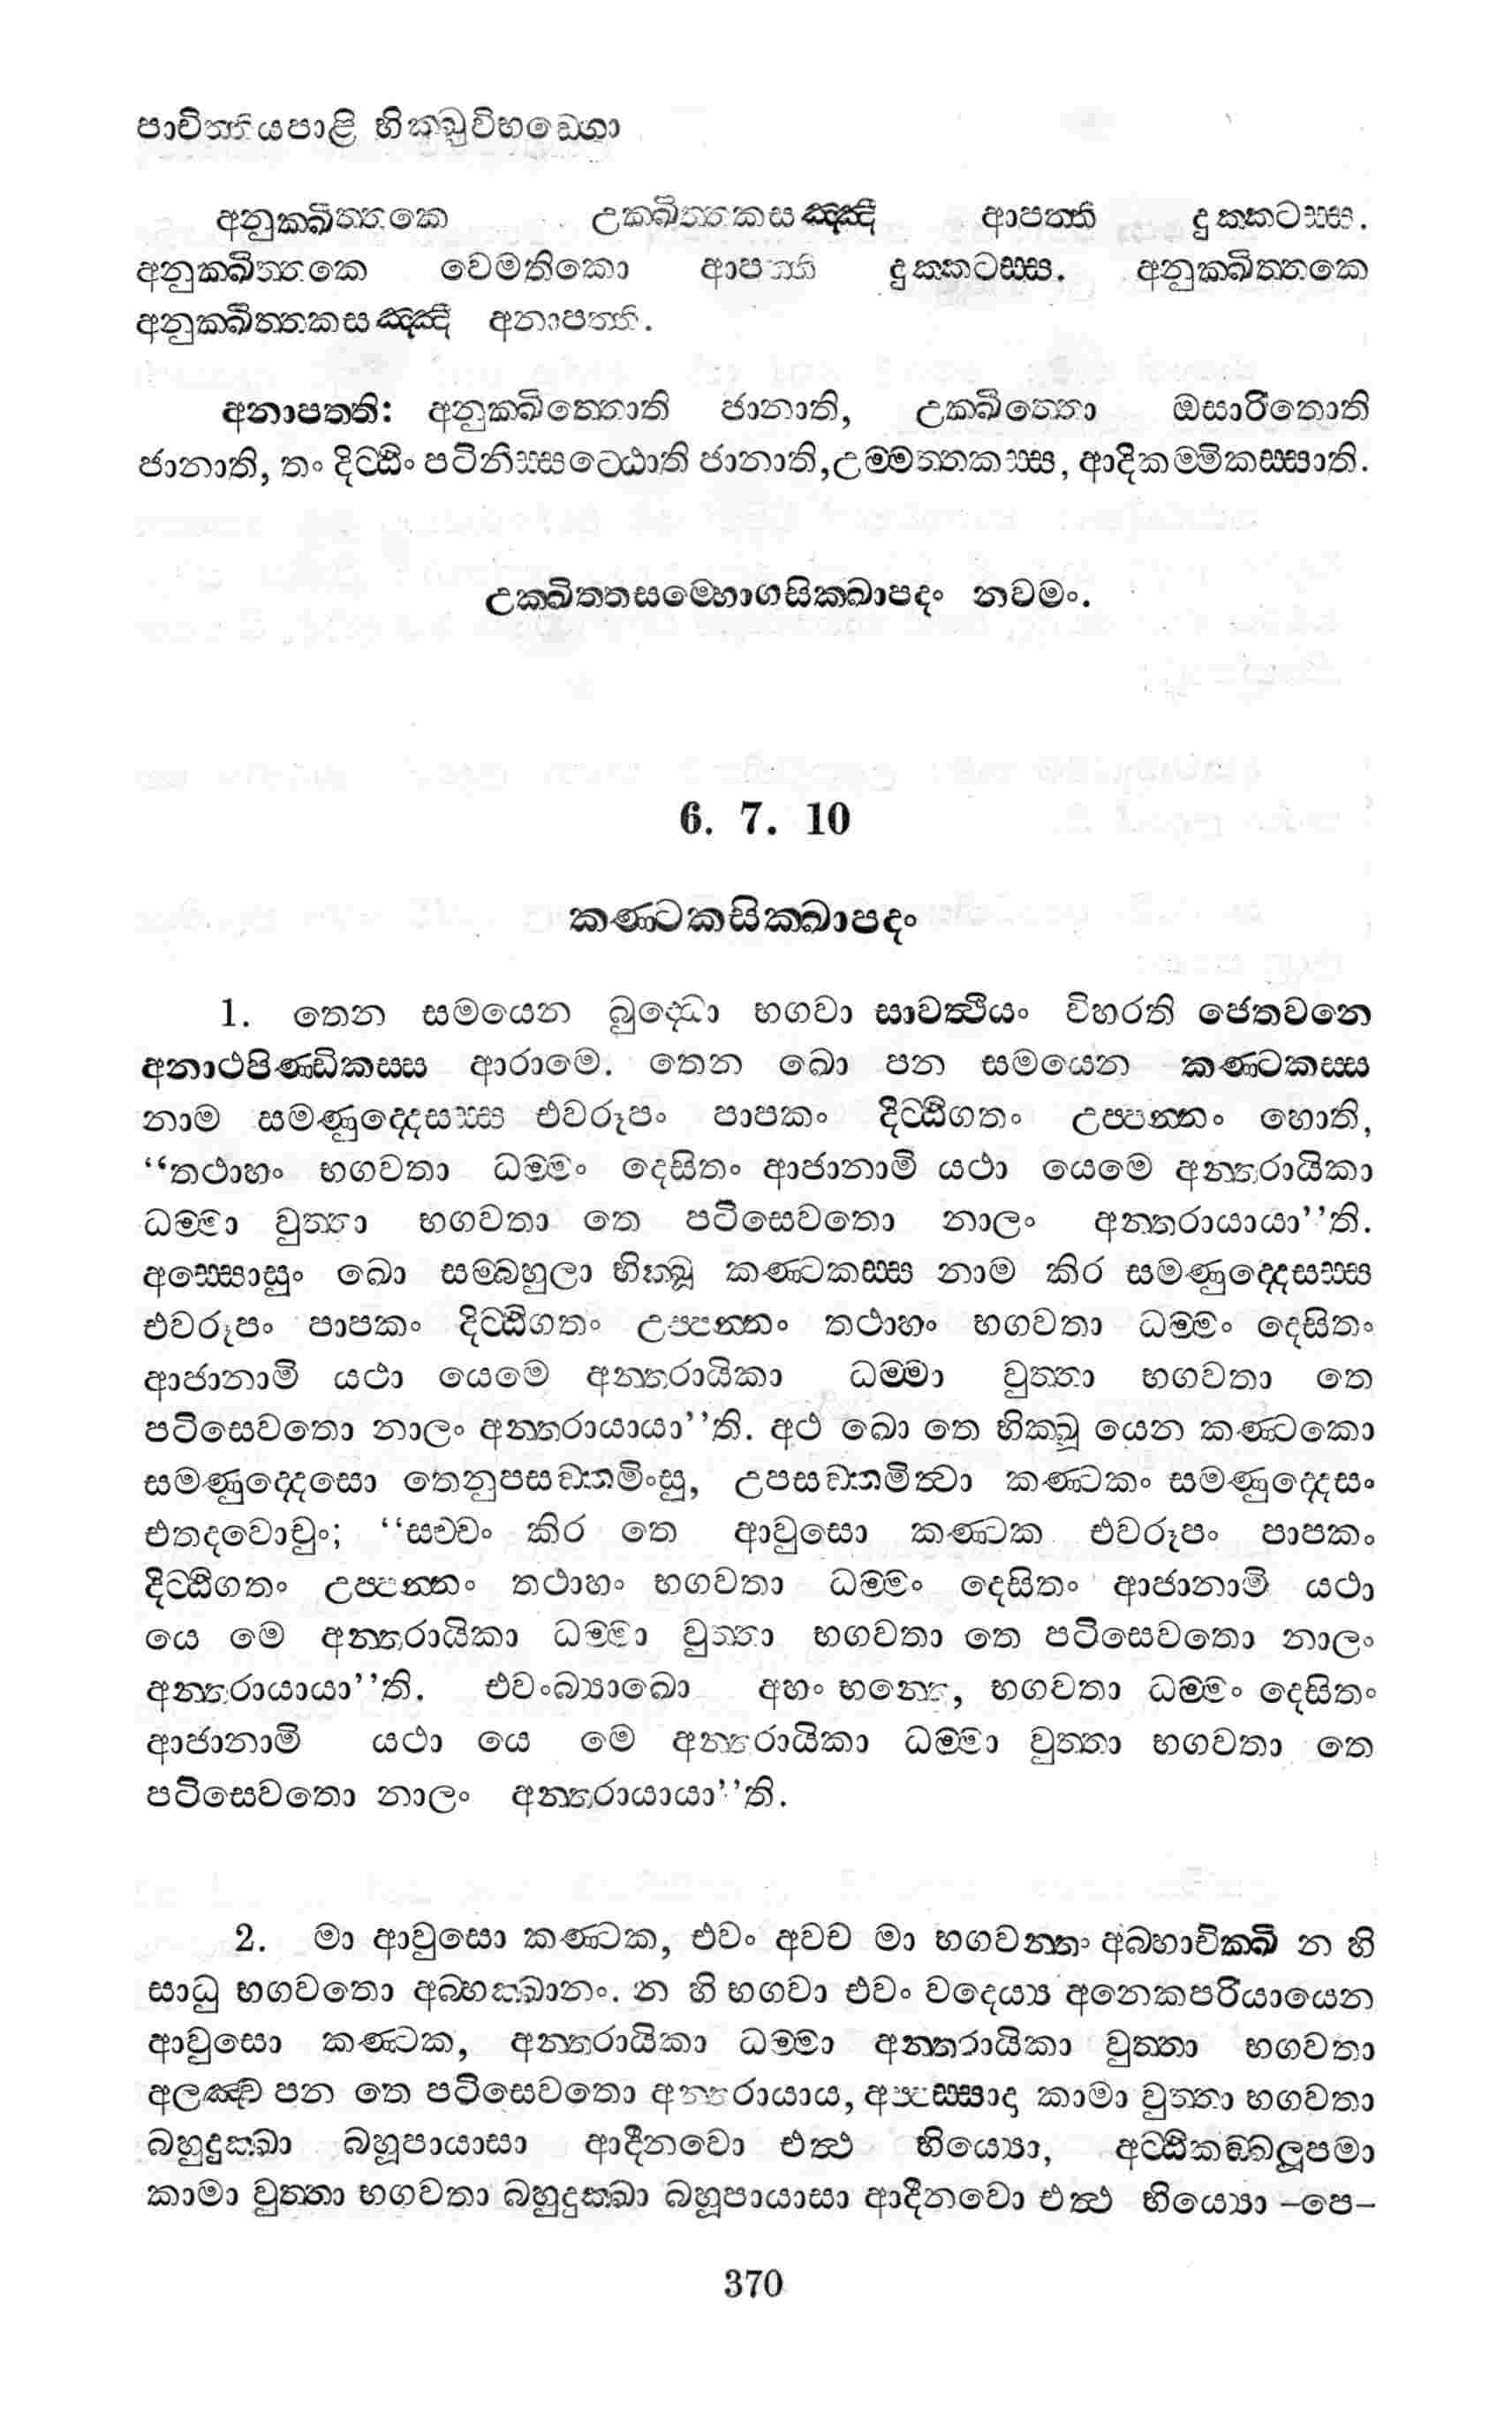 පාචිත්තියපාළි භික්ඛුවිභඞ්ගො
අනුක්ඛිත්තකෙ උක්ඛිත්තකසඤ්ඤී ආපත්ති දුක්කටස්ස.
අනුක්ඛිත්තකෙ වෙමතිකො ආපත්ති දුක්කටස්ස. අනුක්ඛිත්තකෙ
අනුක්ඛිත්තකසඤ්ඤී අනාපත්ති.
අනාපත්ති: අනුක්ඛිත්තොති ජානාති, උක්ඛිත්තො ඔසාරිතොති
ජානාති, තං දිට්ඨිං පටිනිස්සට්ඨොති ජානාති, උම්මත්තකස්ස, ආදිකම්මිකස්සාති.
උක්ඛිත්තසම්භොගසික්ඛාපදං නවමං.
6. 7. 10
කණ්ටකසික්ඛාපදං
1. තෙන සමයෙන බුද්ධො භගවා සාවත්ථියං විහරති ජෙතවනෙ
අනාථපිණ්ඩිකස්ස ආරාමෙ. තෙන ඛො පන සමයෙන කණ්ටකස්ස
නාම සමණුද්දෙසස්ස එවරූපං පාපකං දිට්ඨිගතං උප්පන්නං හොති,
“තථාහං භගවතා ධම්මං දෙසිතං ආජානාමි යථා යෙමෙ අන්තරායිකා
ධම්මා වුත්තා භගවතා තෙ පටිසෙවතො නාලං අන්තරායායා”ති.
අස්සොසුං ඛො සම්බහුලා භික්ඛූ කණ්ටකස්ස නාම කිර සමණුද්දෙසස්ස
එවරූපං පාපකං දිට්ඨිගතං උප්පන්නං තථාහං භගවතා ධම්මං දෙසිතං
ආජානාමි යථා යෙමෙ අන්තරායිකා ධම්මා වුත්තා භගවතා තෙ
පටිසෙවතො නාලං අන්තරායායා”ති. අථ ඛො තෙ භික්ඛූ යෙන කණ්ටකො
සමණුද්දෙසො තෙනුපසඞ්කමිංසු, උපසඞ්කමිත්වා කණ්ටකං සමණුද්දෙසං
එතදවොචුං; “සච්චං කිර තෙ ආවුසො කණ්ටක එවරූපං පාපකං
දිට්ඨිගතං උප්පන්නං තථාහං භගවතා ධම්මං දෙසිතං ආජානාමි යථා
යෙ මෙ අන්තරායිකා ධම්මා වුත්තා භගවතා තෙ පටිසෙවතො නාලං
අන්තරායායා”ති. එවංබ්‍යාඛො අහං භන්තෙ, භගවතා ධම්මං දෙසිතං
ආජානාමි යථා යෙ මෙ අන්තරායිකා ධම්මා වුත්තා භගවතා තෙ
පටිසෙවතො නාලං අන්තරායායා”ති.
2. මා ආවුසො කණ්ටක, එවං අවච මා භගවන්තං අබ්භාචික්ඛි න හි
සාධු භගවතො අබ්භක්ඛානං. න හි භගවා එවං වදෙය්‍ය අනෙකපරියායෙන
ආවුසො කණ්ටක, අන්තරායිකා ධම්මා අන්තරායිකා වුත්තා භගවතා
අලඤ්ච පන තෙ පටිසෙවතො අන්තරායාය, අප්පස්සාදා කාමා වුත්තා භගවතා
බහුදුක්ඛා බහූපායාසා ආදීනවො එත්ථ භිය්‍යො, අට්ඨිකඞ්ඛලූපමා
කාමා වුත්තා භගවතා බහුදුක්ඛා බහූපායාසා ආදීනවො එත්ථ භිය්‍යො –පෙ–
370